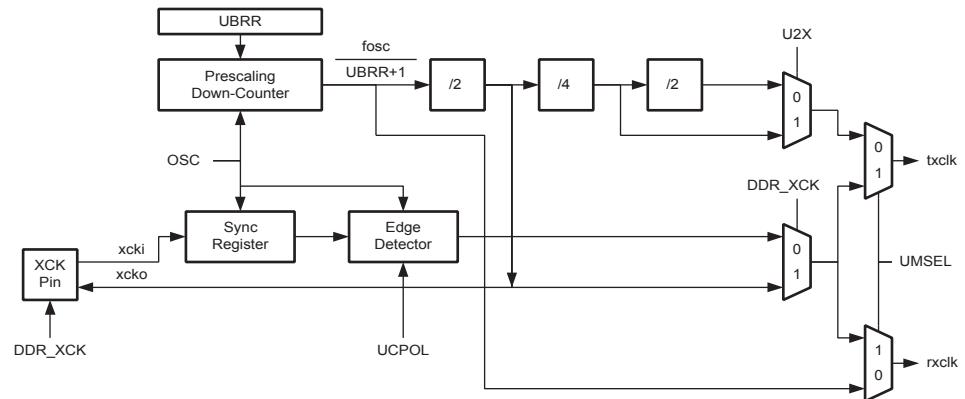 UBRR
U2X
fosc
UBRR+1
Prescaling
Down-Counter
/2
/4
/2
0
1
0
1
txclk
OSC
DDR_XCK
Sync
Register
Edge
Detector
0
1
xcki
xcko
XCK
Pin
UMSEL
DDR_XCK
UCPOL
1
0
rxclk